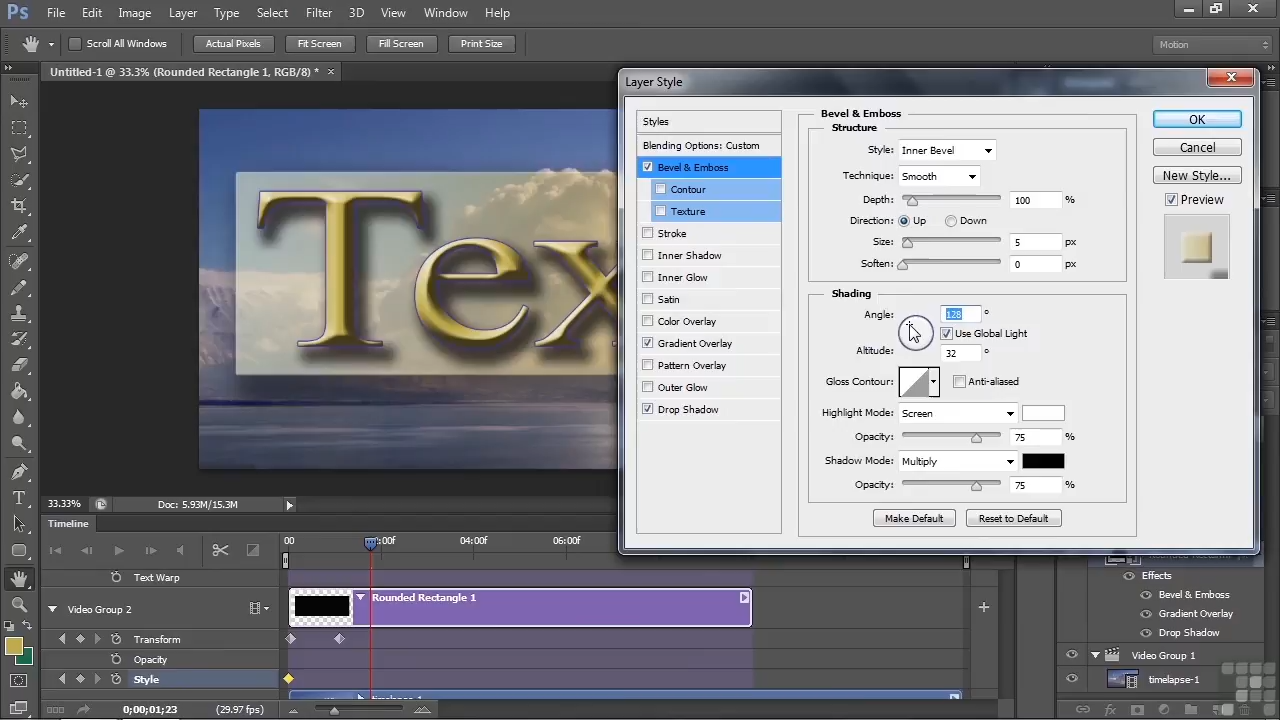 Ps File Edit Image Layer Type Select Filter 3D View Window Help
Scroll All Windows Actual Pixels Fit Screen Fill Screen Print Size Motion
Untitled-1 @ 33.3% (Rounded Rectangle 1, RGB/8) * ×
Layer Style
Tex
Styles
Blending Options: Custom
Bevel & Emboss
Contour
Texture
Stroke
Inner Shadow
Inner Glow
Satin
Color Overlay
Gradient Overlay
Pattern Overlay
Outer Glow
Drop Shadow
Bevel & Emboss
Structure
Style: Inner Bevel
Technique: Smooth
Depth: 100 %
Direction: Up Down
Size: 5 px
Soften: 0 px
Shading
Angle: 128 °
Use Global Light
Altitude: 32 °
Gloss Contour: Anti-aliased
Highlight Mode: Screen
Opacity: 75 %
Shadow Mode: Multiply
Opacity: 75 %
Make Default Reset to Default
OK
Cancel
New Style...
Preview
33.33% Doc: 5.93M/15.3M
Timeline
00 :00f 04:00f 06:00f
Text Warp
Video Group 2 Rounded Rectangle 1
Transform
Opacity
Style
timelapse-1
0;00;01;23 (29.97 fps)
Effects
Bevel & Emboss
Gradient Overlay
Drop Shadow
Video Group 1
timelapse-1